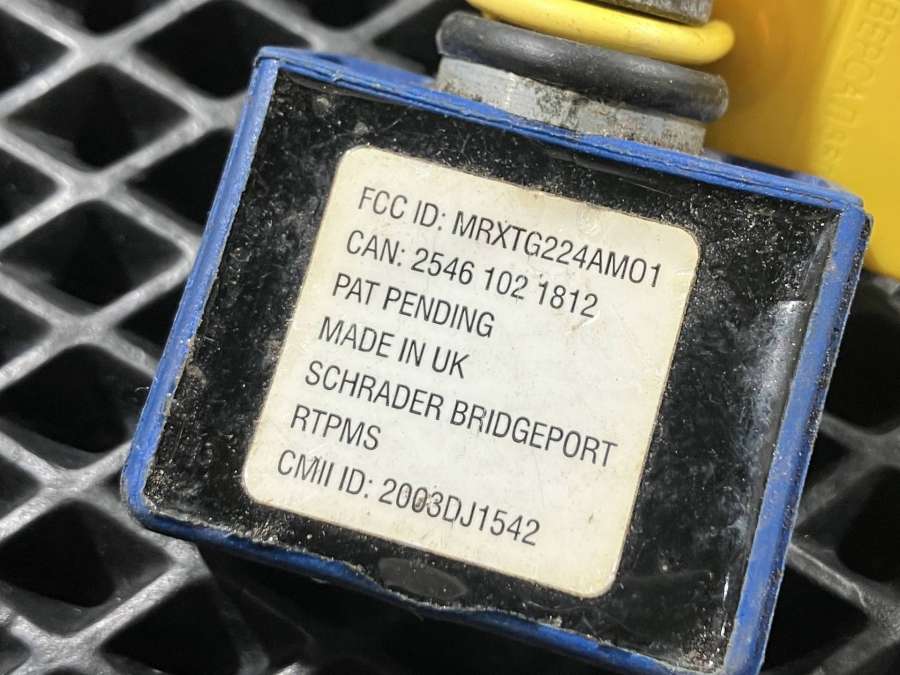 FCC ID: MRXTG224AM01
CAN: 2546 102 1812
PAT PENDING
MADE IN UK
SCHRADER BRIDGEPORT
RTPMS
CMII ID: 2003DJ1542